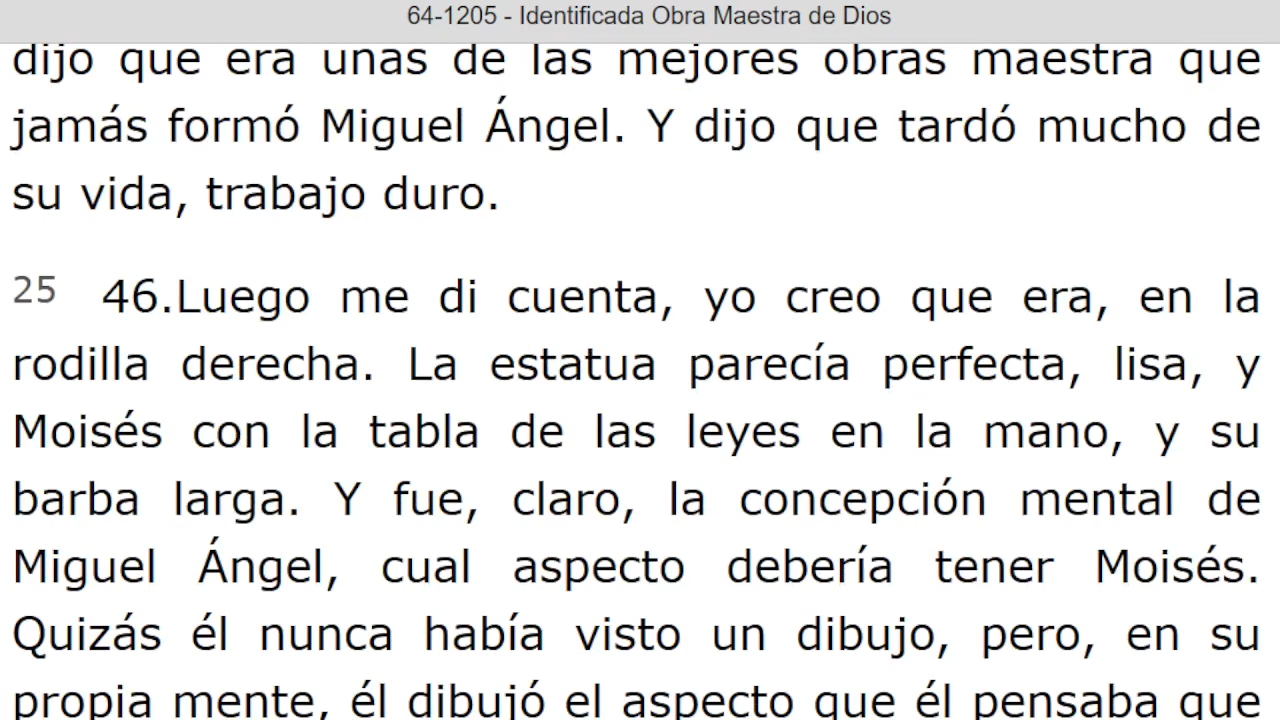 64-1205 - Identificada Obra Maestra de Dios
dijo que era unas de las mejores obras maestra que
jamás formó Miguel Ángel. Y dijo que tardó mucho de
su vida, trabajo duro.
25 46.Luego me di cuenta, yo creo que era, en la
rodilla derecha. La estatua parecía perfecta, lisa, y
Moisés con la tabla de las leyes en la mano, y su
barba larga. Y fue, claro, la concepción mental de
Miguel Ángel, cual aspecto debería tener Moisés.
Quizás él nunca había visto un dibujo, pero, en su
propia mente, él dibujó el aspecto que él pensaba que